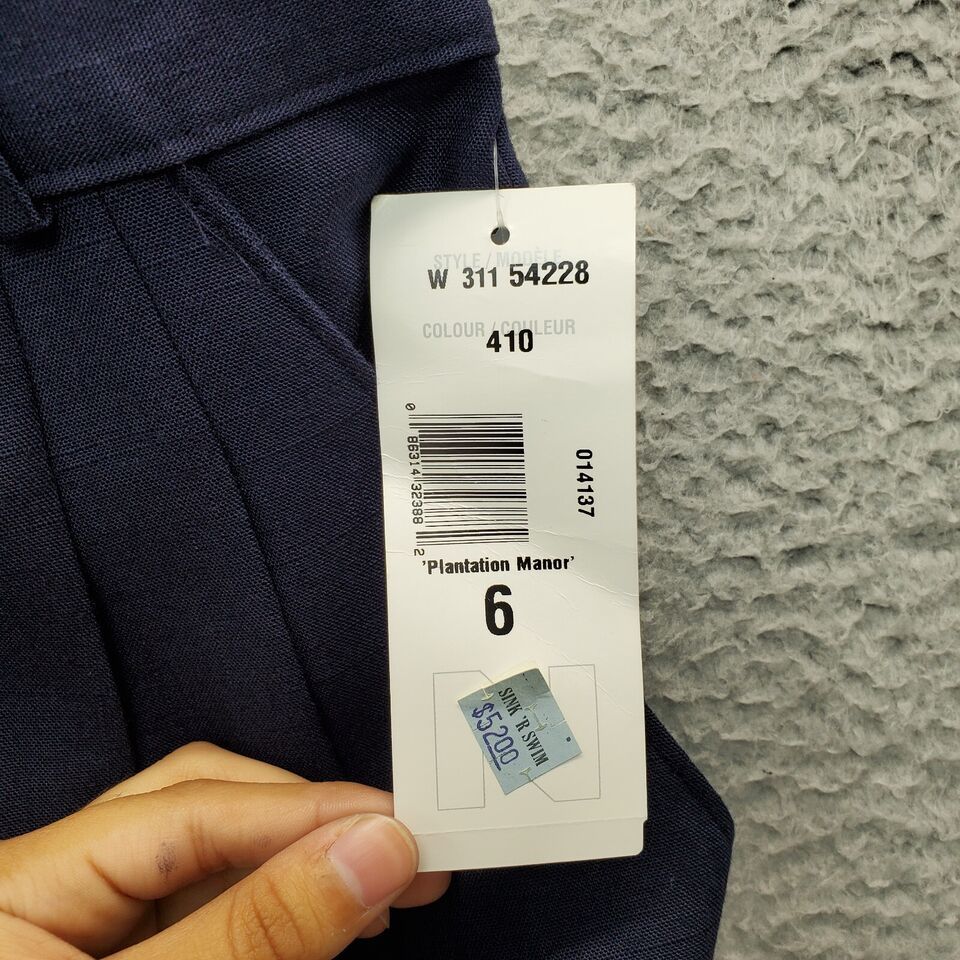 STYLE / MODÈLE
W 311 54228
COLOUR / COULEUR
410
0 86314 32388 2
014137
'Plantation Manor'
6
N
SINK 'R SWIM
$5200